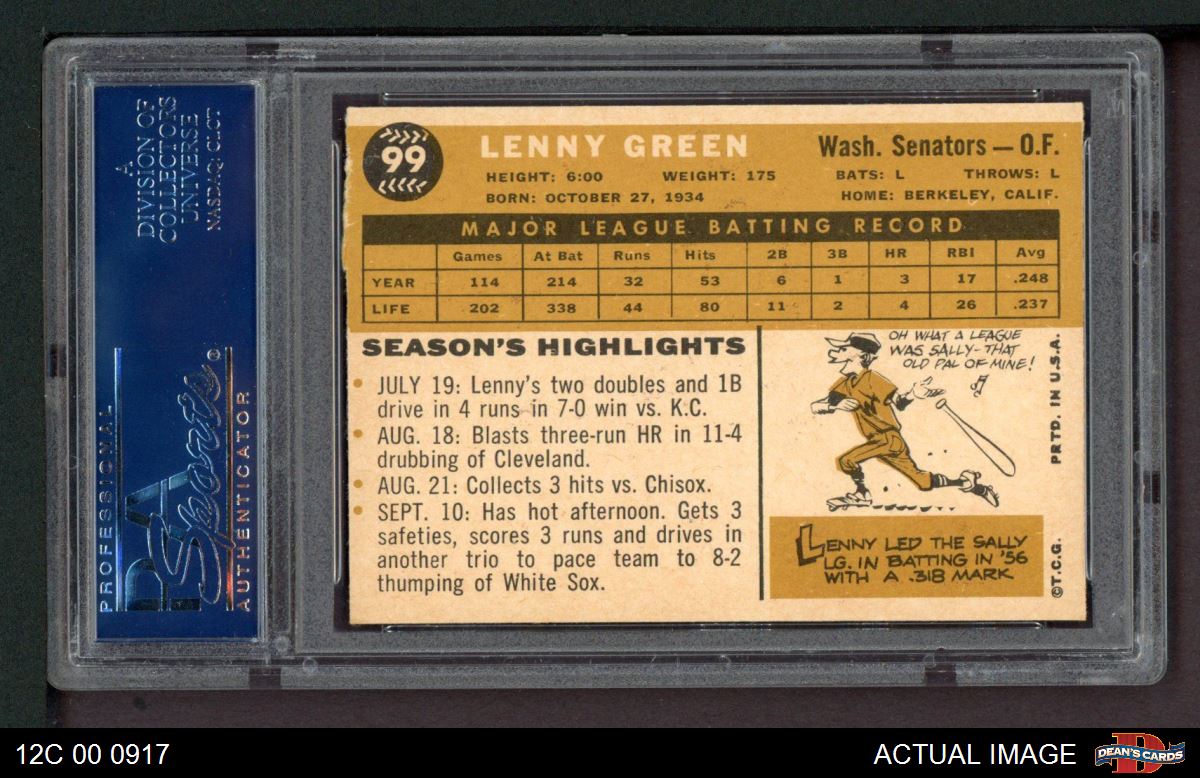 A
DIVISION OF
COLLECTORS
UNIVERSE
NASDAQ: CLCT
PROFESSIONAL
PSA
Sports®
AUTHENTICATOR
99
LENNY GREEN
Wash. Senators — O.F.
HEIGHT: 6:00 WEIGHT: 175 BATS: L THROWS: L
BORN: OCTOBER 27, 1934 HOME: BERKELEY, CALIF.
MAJOR LEAGUE BATTING RECORD
Games At Bat Runs Hits 2B 3B HR RBI Avg
YEAR 114 214 32 53 6 1 3 17 .248
LIFE 202 338 44 80 11 2 4 26 .237
SEASON'S HIGHLIGHTS
• JULY 19: Lenny's two doubles and 1B
drive in 4 runs in 7-0 win vs. K.C.
• AUG. 18: Blasts three-run HR in 11-4
drubbing of Cleveland.
• AUG. 21: Collects 3 hits vs. Chisox.
• SEPT. 10: Has hot afternoon. Gets 3
safeties, scores 3 runs and drives in
another trio to pace team to 8-2
thumping of White Sox.
OH WHAT A LEAGUE
WAS SALLY-THAT
OLD PAL OF MINE!
W
LENNY LED THE SALLY
LG. IN BATTING IN '56
WITH A .318 MARK
PRTD. IN U.S.A.
©T.C.G.
12C 00 0917
ACTUAL IMAGE
D
DEAN'S CARDS